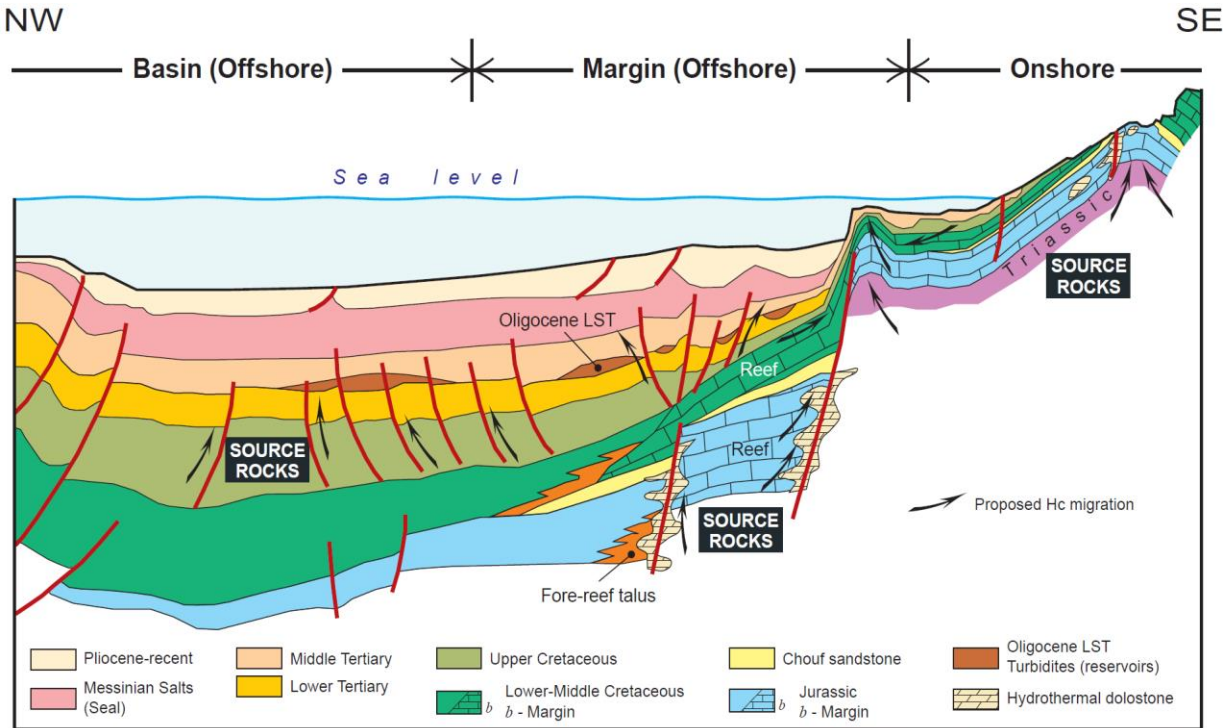 NW
SE
Basin (Offshore)
Margin (Offshore)
Onshore
Sea level
Triassic
SOURCE
ROCKS
Oligocene LST
Reef
Reef
SOURCE
ROCKS
SOURCE
ROCKS
Proposed Hc migration
Fore-reef talus
Pliocene-recent
Middle Tertiary
Upper Cretaceous
Chouf sandstone
Oligocene LST
Turbidites (reservoirs)
Messinian Salts
(Seal)
Lower Tertiary
b
Lower-Middle Cretaceous
b - Margin
b
Jurassic
b - Margin
Hydrothermal dolostone